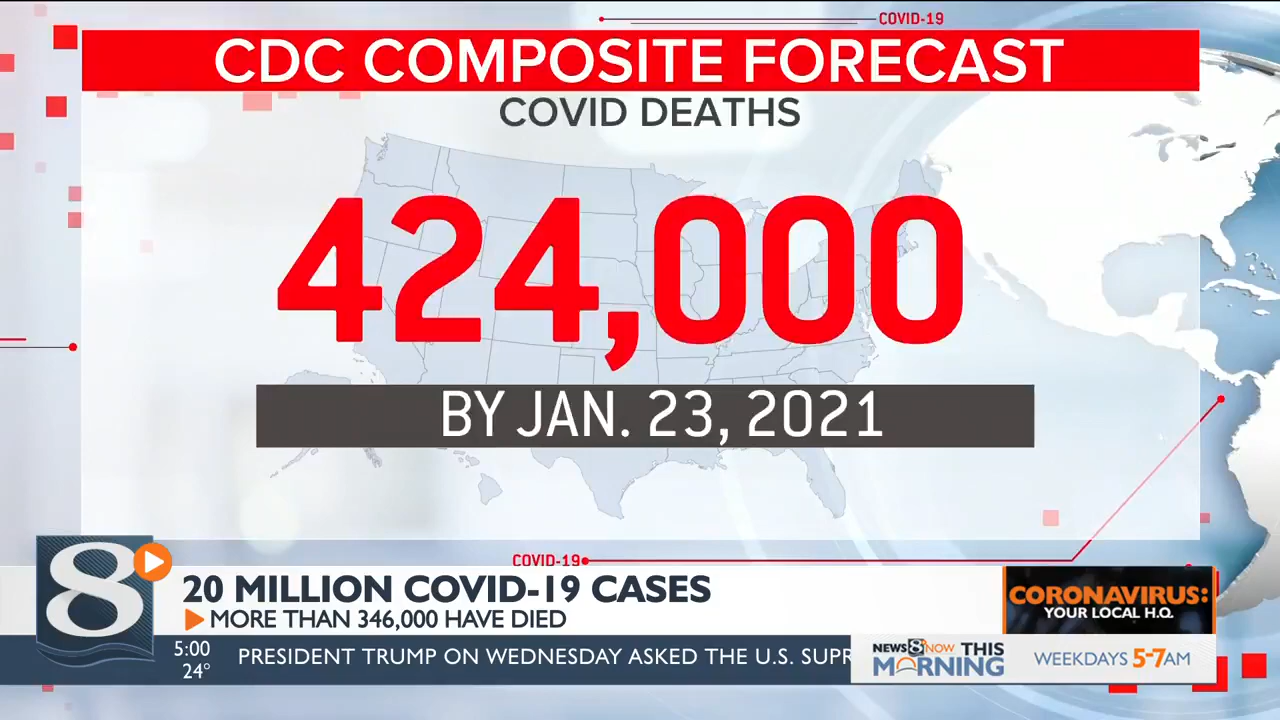 COVID-19
CDC COMPOSITE FORECAST
COVID DEATHS
424,000
BY JAN. 23, 2021
COVID-19
8
20 MILLION COVID-19 CASES
MORE THAN 346,000 HAVE DIED
CORONAVIRUS:
YOUR LOCAL H.Q.
5:00
24°
PRESIDENT TRUMP ON WEDNESDAY ASKED THE U.S. SUPR
NEWS 8 NOW THIS
MORNING
WEEKDAYS 5-7AM